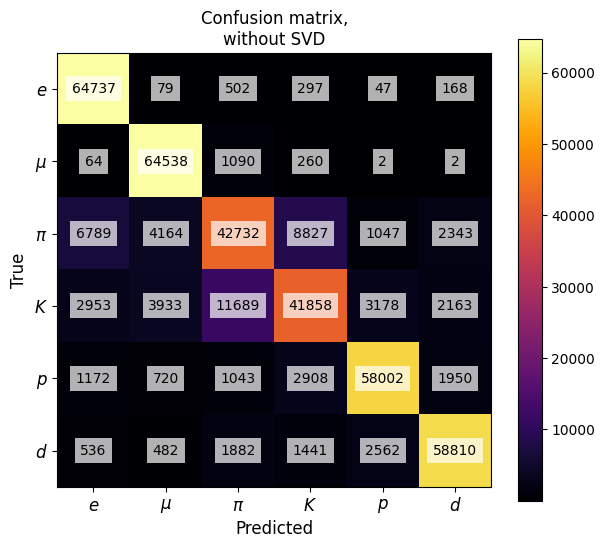 Confusion matrix,
without SVD
True
e 64737 79 502 297 47 168
μ 64 64538 1090 260 2 2
π 6789 4164 42732 8827 1047 2343
K 2953 3933 11689 41858 3178 2163
p 1172 720 1043 2908 58002 1950
d 536 482 1882 1441 2562 58810
e μ π K p d
Predicted
60000
50000
40000
30000
20000
10000